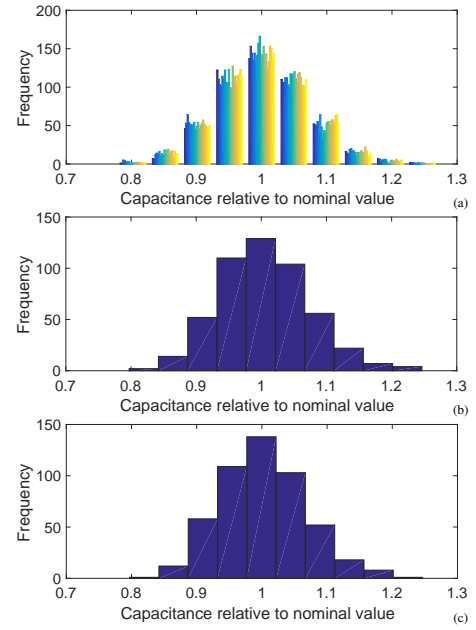 200
150
100
50
0
Frequency
0.7 0.8 0.9 1 1.1 1.2 1.3
Capacitance relative to nominal value
(a)
150
100
50
0
Frequency
0.7 0.8 0.9 1 1.1 1.2 1.3
Capacitance relative to nominal value
(b)
150
100
50
0
Frequency
0.7 0.8 0.9 1 1.1 1.2 1.3
Capacitance relative to nominal value
(c)